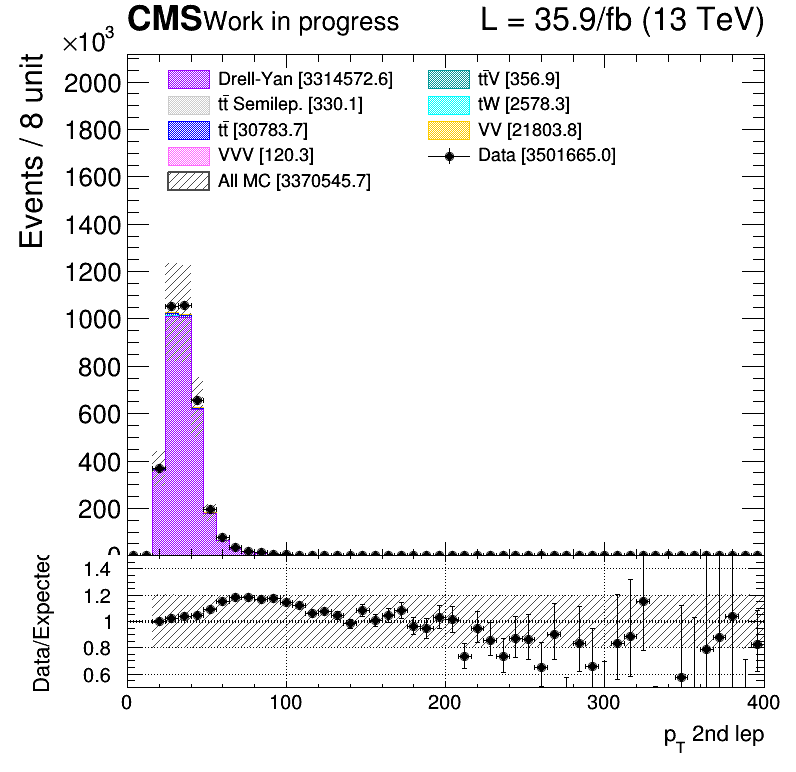 CMS Work in progress L = 35.9/fb (13 TeV)
×10³
Events / 8 unit
2000
1800
1600
1400
1200
1000
800
600
400
200
0
Drell-Yan [3314572.6]
tt̄ Semilep. [330.1]
tt̄ [30783.7]
VVV [120.3]
All MC [3370545.7]
tt̄V [356.9]
tW [2578.3]
VV [21803.8]
Data [3501665.0]
Data/Expected
1.4
1.2
1
0.8
0.6
0 100 200 300 400
p_T 2nd lep